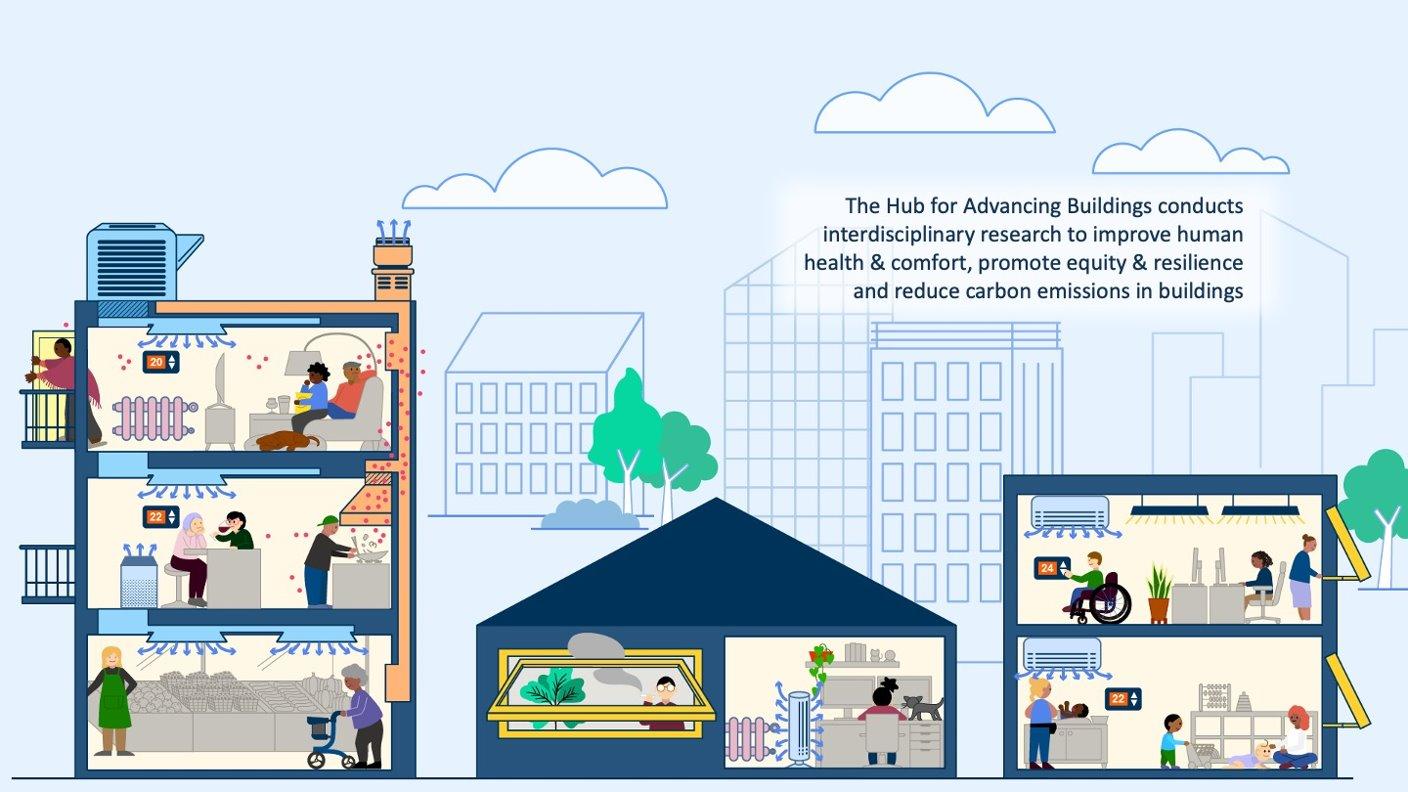 The Hub for Advancing Buildings conducts
interdisciplinary research to improve human
health & comfort, promote equity & resilience
and reduce carbon emissions in buildings
20
22
24
22